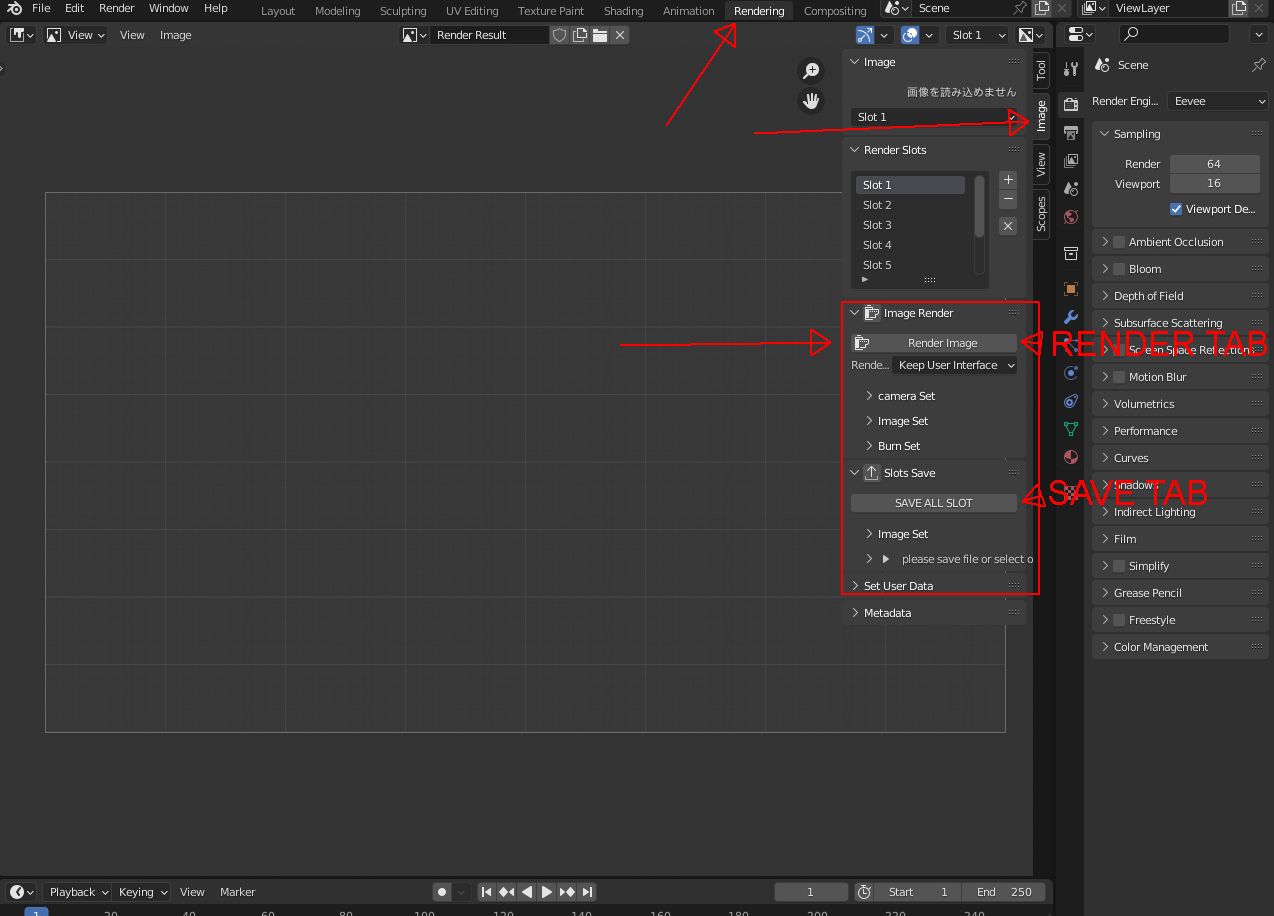 File Edit Render Window Help Layout Modeling Sculpting UV Editing Texture Paint Shading Animation Rendering Compositing Scene ViewLayer
View View Image Render Result Slot 1
Image
画像を読み込めません
Slot 1
Render Slots
Slot 1
Slot 2
Slot 3
Slot 4
Slot 5
Image Render
Render Image
Rende... Keep User Interface
camera Set
Image Set
Burn Set
Slots Save
SAVE ALL SLOT
Image Set
please save file or select o
Set User Data
Metadata
Tool
Image
View
Scopes
RENDER TAB
SAVE TAB
Scene
Render Engi... Eevee
Sampling
Render 64
Viewport 16
Viewport De...
Ambient Occlusion
Bloom
Depth of Field
Subsurface Scattering
Screen Space Reflections
Motion Blur
Volumetrics
Performance
Curves
Shadows
Indirect Lighting
Film
Simplify
Grease Pencil
Freestyle
Color Management
Playback Keying View Marker 1 Start 1 End 250
1 20 40 60 80 100 120 140 160 180 200 220 240